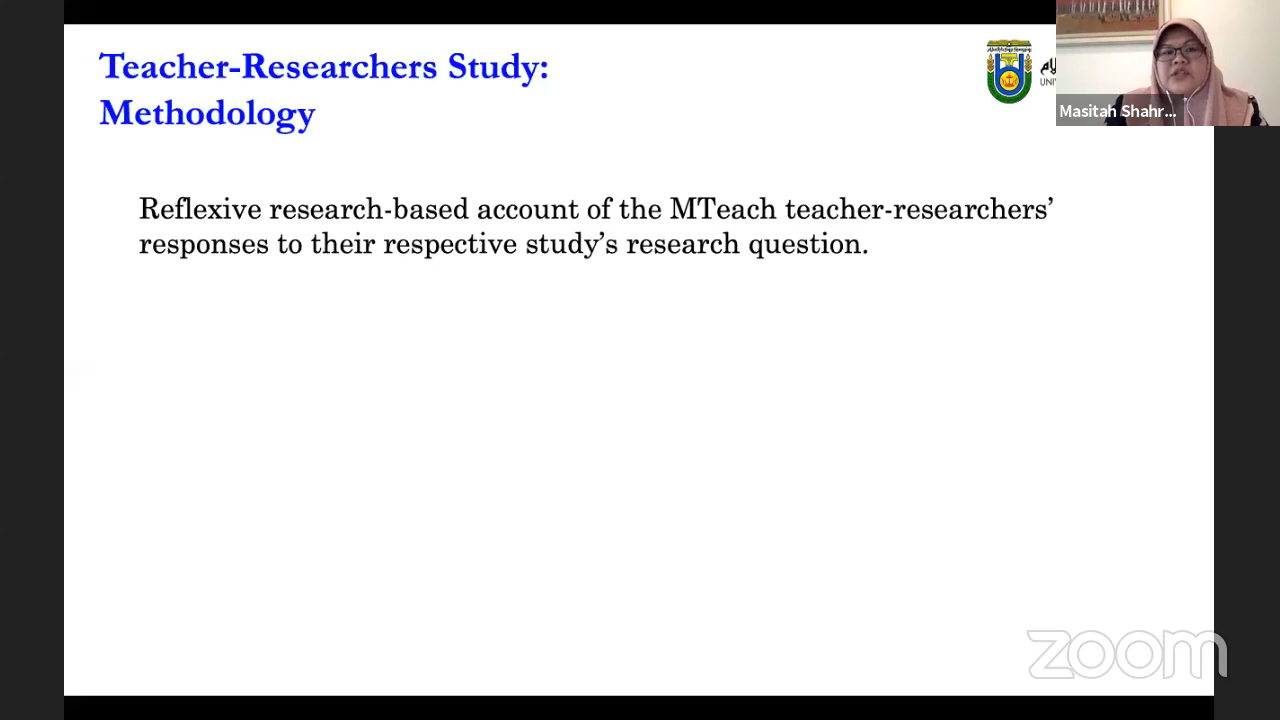 Teacher-Researchers Study:
Methodology
UNI
Masitah Shahr...
Reflexive research-based account of the MTeach teacher-researchers’
responses to their respective study’s research question.
zoom